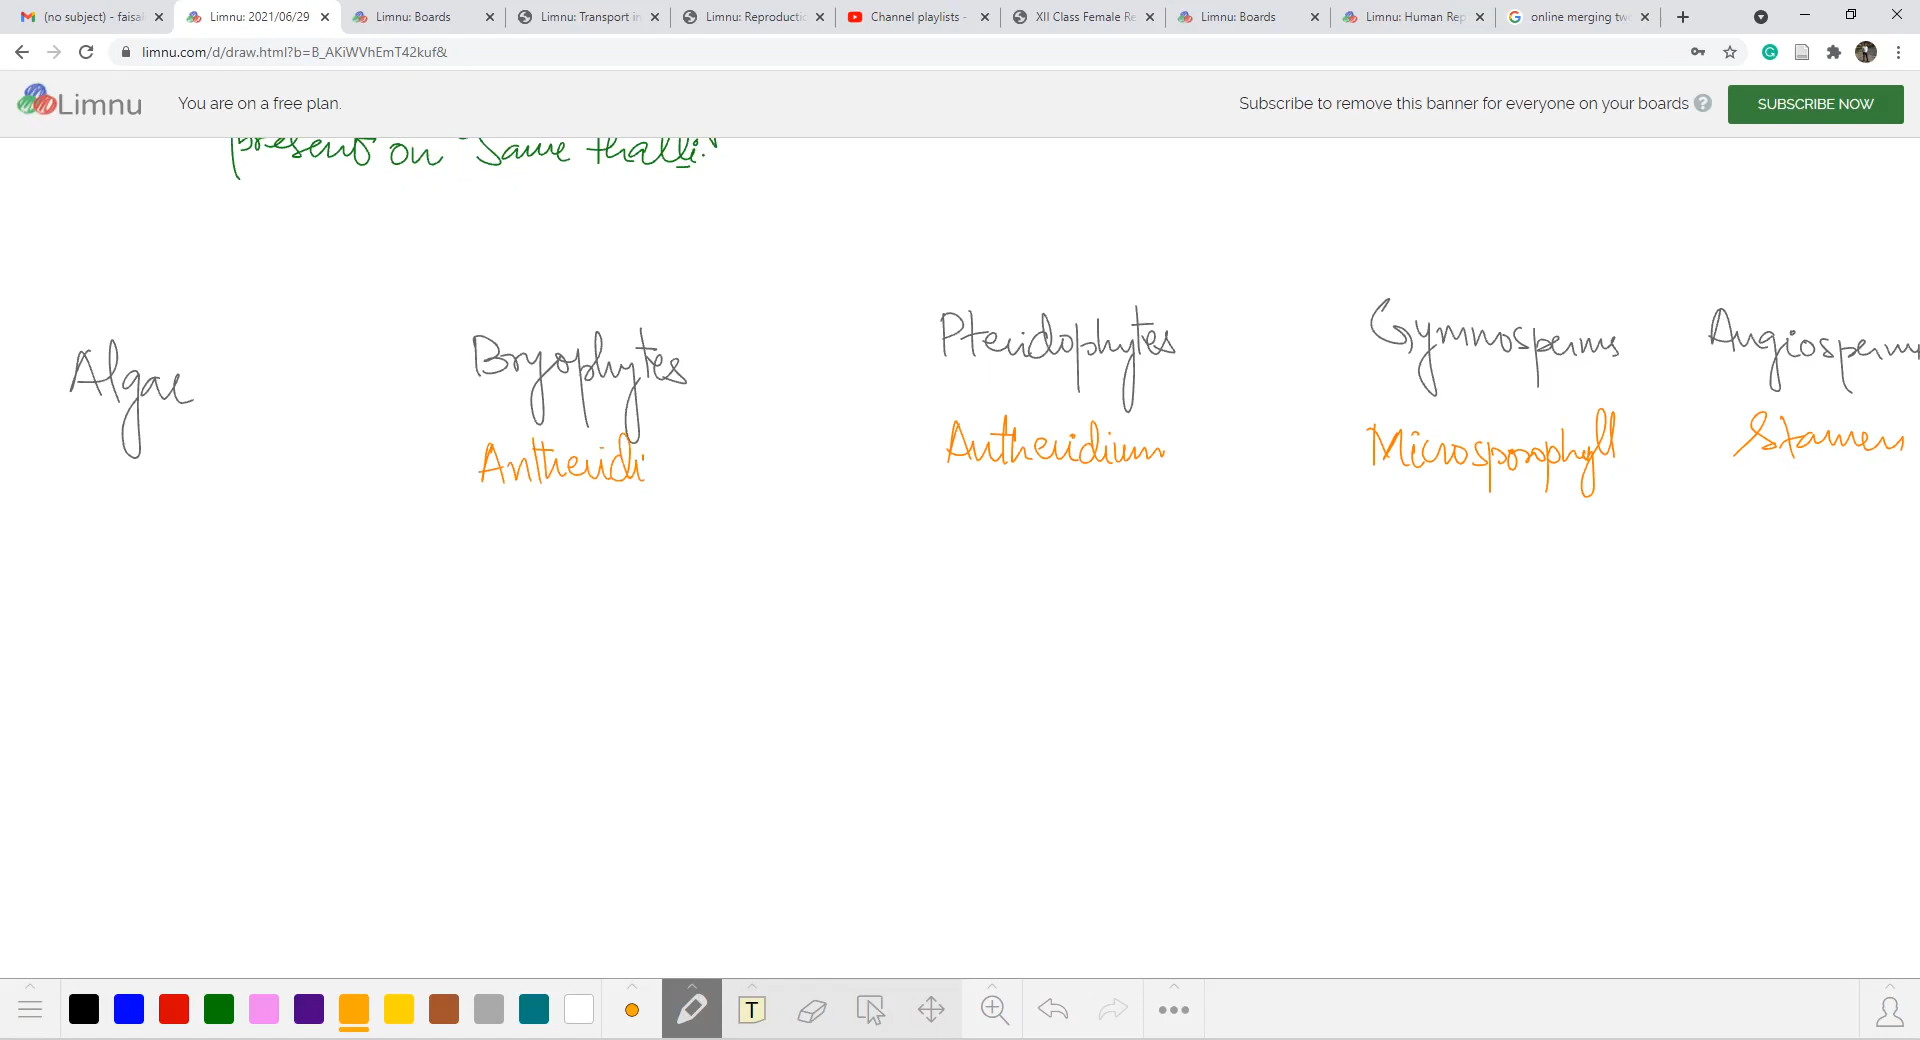 (no subject) - faisal
Limnu: 2021/06/29
Limnu: Boards
Limnu: Transport in
Limnu: Reproductio
Channel playlists -
XII Class Female Re
Limnu: Boards
Limnu: Human Rep
online merging two
limnu.com/d/draw.html?b=B_AKiWVhEmT42kuf&
Limnu
You are on a free plan.
Subscribe to remove this banner for everyone on your boards ?
SUBSCRIBE NOW
present on "Same thalli."
Algae
Bryophytes
Pteridophytes
Gymnosperms
Angiosperm
Antheridi
Antheridium
Microsporophyll
Stamen
T